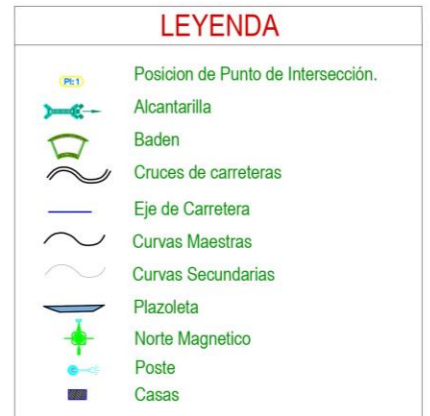 LEYENDA
PI:1 Posicion de Punto de Intersección.
Alcantarilla
Baden
Cruces de carreteras
Eje de Carretera
Curvas Maestras
Curvas Secundarias
Plazoleta
Norte Magnetico
Poste
Casas